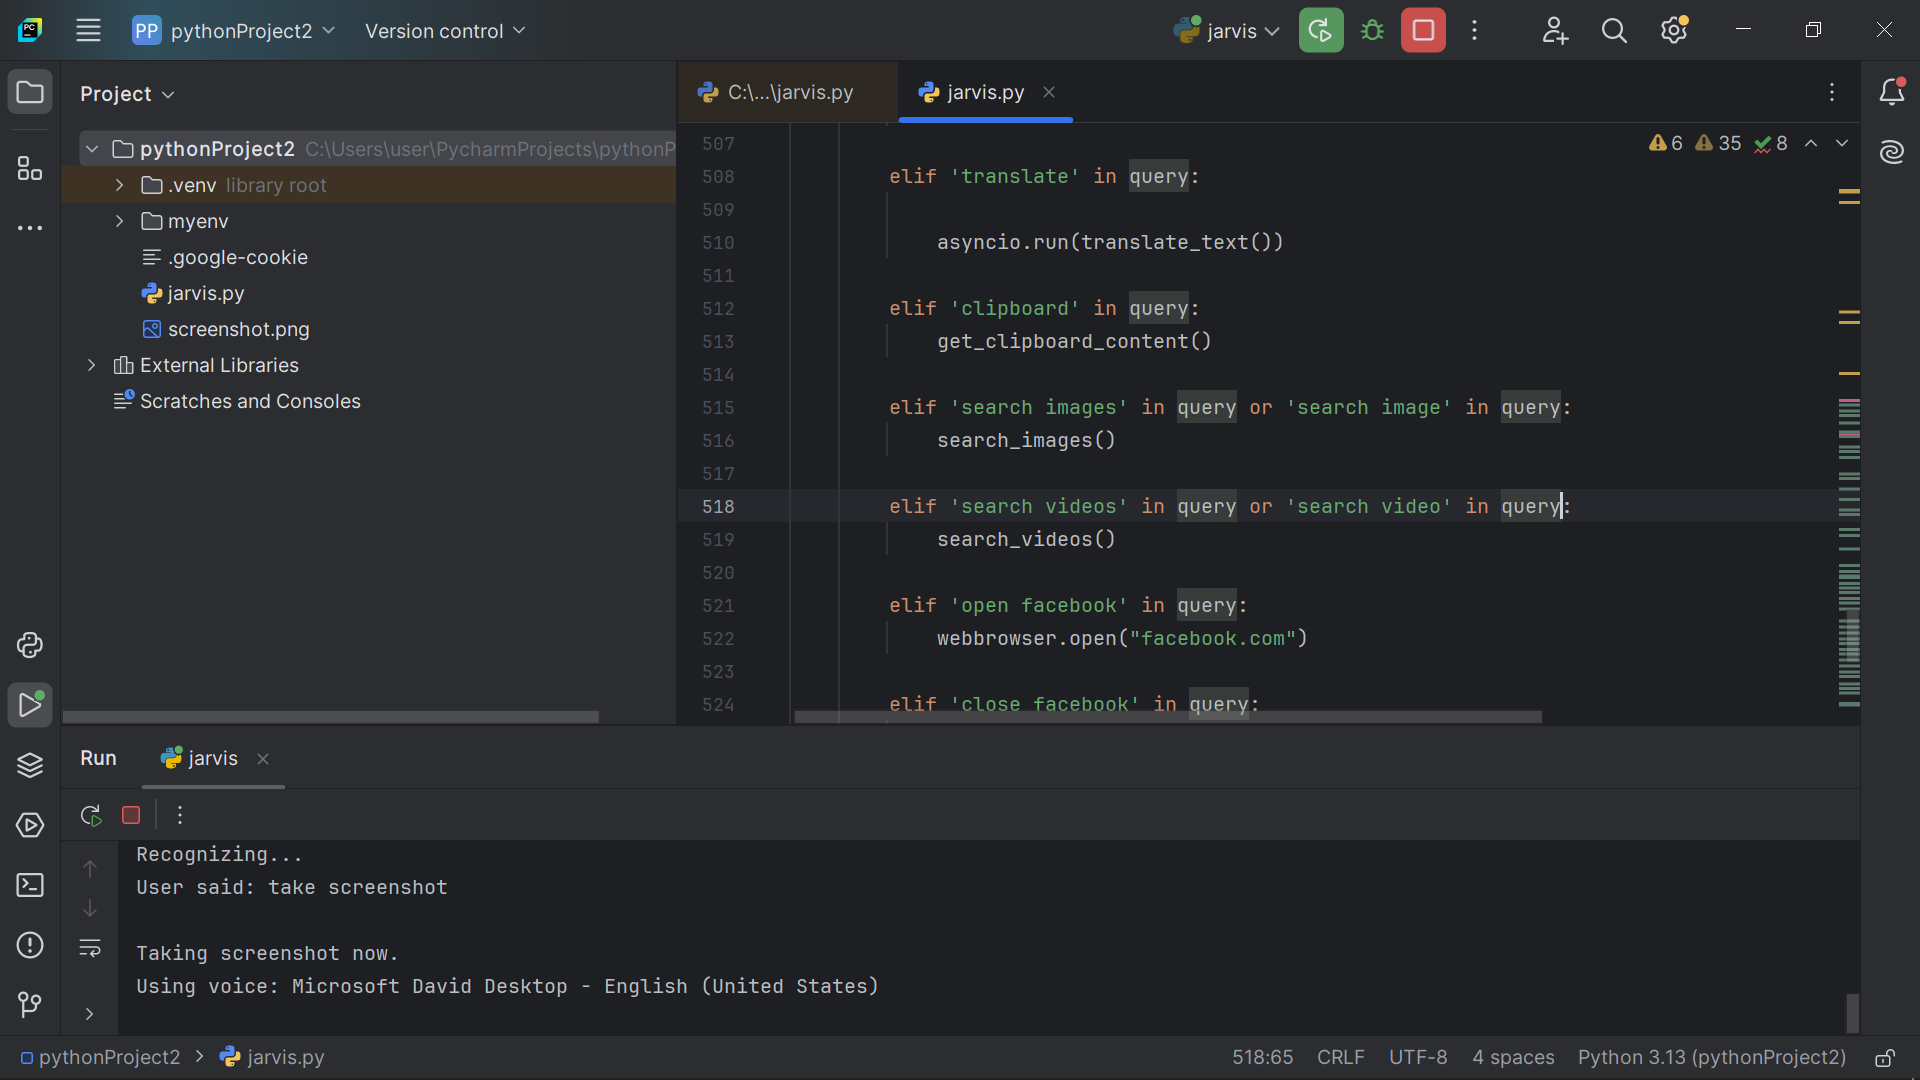 PC
PP pythonProject2 Version control jarvis
Project
C:\...\jarvis.py jarvis.py
pythonProject2 C:\Users\user\PycharmProjects\pythonP
.venv library root
myenv
.google-cookie
jarvis.py
screenshot.png
External Libraries
Scratches and Consoles
6 35 8
507
508 elif 'translate' in query:
509
510 asyncio.run(translate_text())
511
512 elif 'clipboard' in query:
513 get_clipboard_content()
514
515 elif 'search images' in query or 'search image' in query:
516 search_images()
517
518 elif 'search videos' in query or 'search video' in query:
519 search_videos()
520
521 elif 'open facebook' in query:
522 webbrowser.open("facebook.com")
523
524 elif 'close facebook' in query:
Run jarvis
Recognizing...
User said: take screenshot
Taking screenshot now.
Using voice: Microsoft David Desktop - English (United States)
pythonProject2 > jarvis.py 518:65 CRLF UTF-8 4 spaces Python 3.13 (pythonProject2)